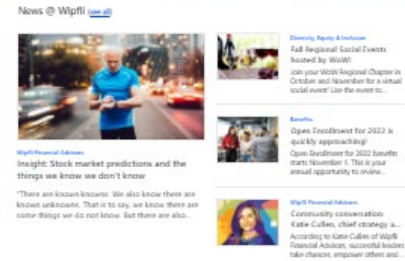 News @ Wipfli (see all)
Wipfli Financial Advisors
Insight: Stock market predictions and the
things we know we don't know
"There are known knowns. We also know there are
known unknowns. That is to say, we know there are
some things we do not know. But there are also...
Diversity, Equity & Inclusion
Fall Regional Social Events
hosted by WoW!
Join your WoW Regional Chapter in
October and November for a virtual
social event! Use the event to...
Benefits
Open Enrollment for 2022 is
quickly approaching!
Open Enrollment for 2022 benefits
starts November 1. This is your
annual opportunity to review...
Wipfli Financial Advisors
Community conversation:
Katie Cullen, chief strategy a...
According to Katie Cullen of Wipfli
Financial Advisors, successful leaders
take chances, empower others and...